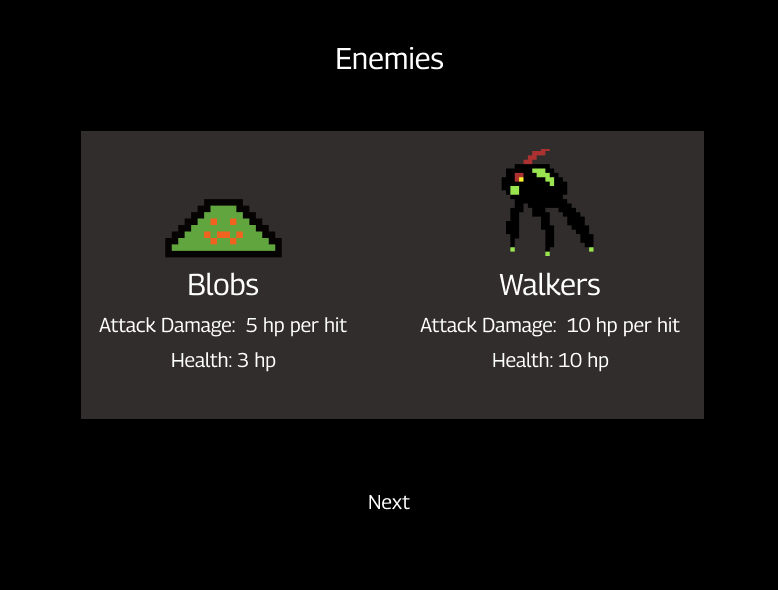 Enemies
Blobs
Attack Damage:  5 hp per hit
Health: 3 hp
Walkers
Attack Damage:  10 hp per hit
Health: 10 hp
Next